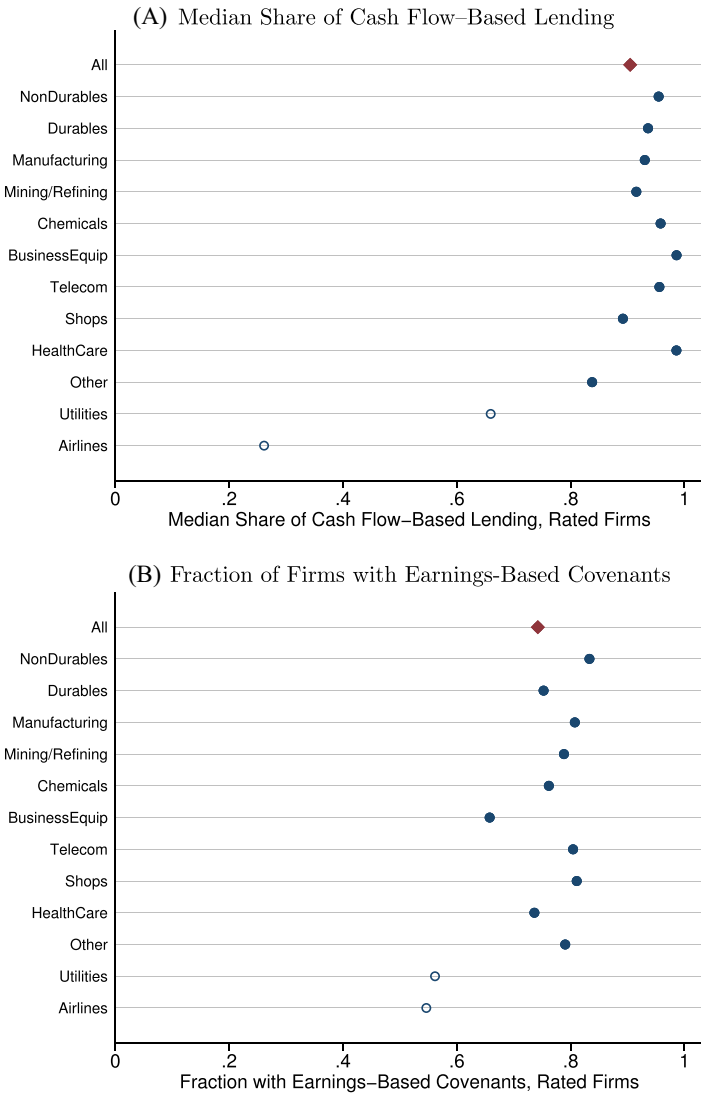 (A) Median Share of Cash Flow–Based Lending
All
NonDurables
Durables
Manufacturing
Mining/Refining
Chemicals
BusinessEquip
Telecom
Shops
HealthCare
Other
Utilities
Airlines
0 .2 .4 .6 .8 1
Median Share of Cash Flow−Based Lending, Rated Firms
(B) Fraction of Firms with Earnings-Based Covenants
All
NonDurables
Durables
Manufacturing
Mining/Refining
Chemicals
BusinessEquip
Telecom
Shops
HealthCare
Other
Utilities
Airlines
0 .2 .4 .6 .8 1
Fraction with Earnings−Based Covenants, Rated Firms